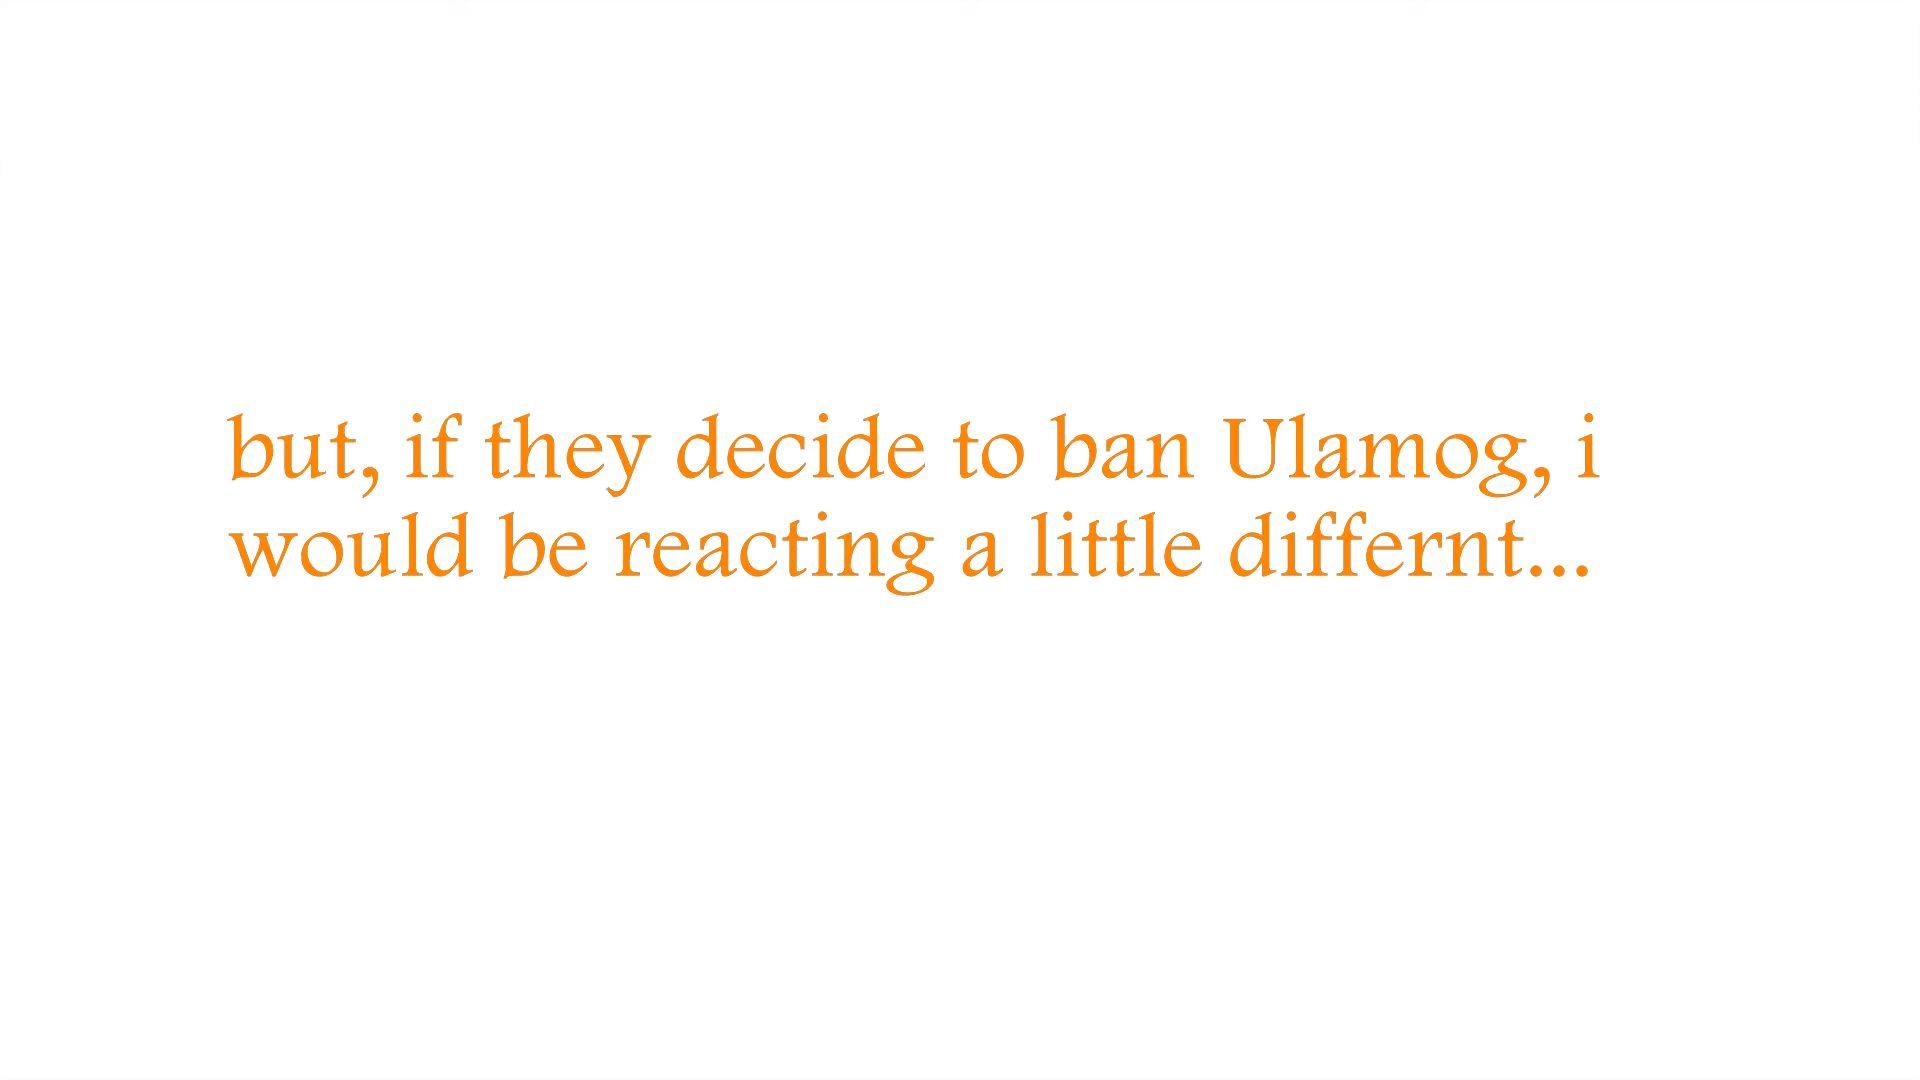 but, if they decide to ban Ulamog, i
would be reacting a little differnt...